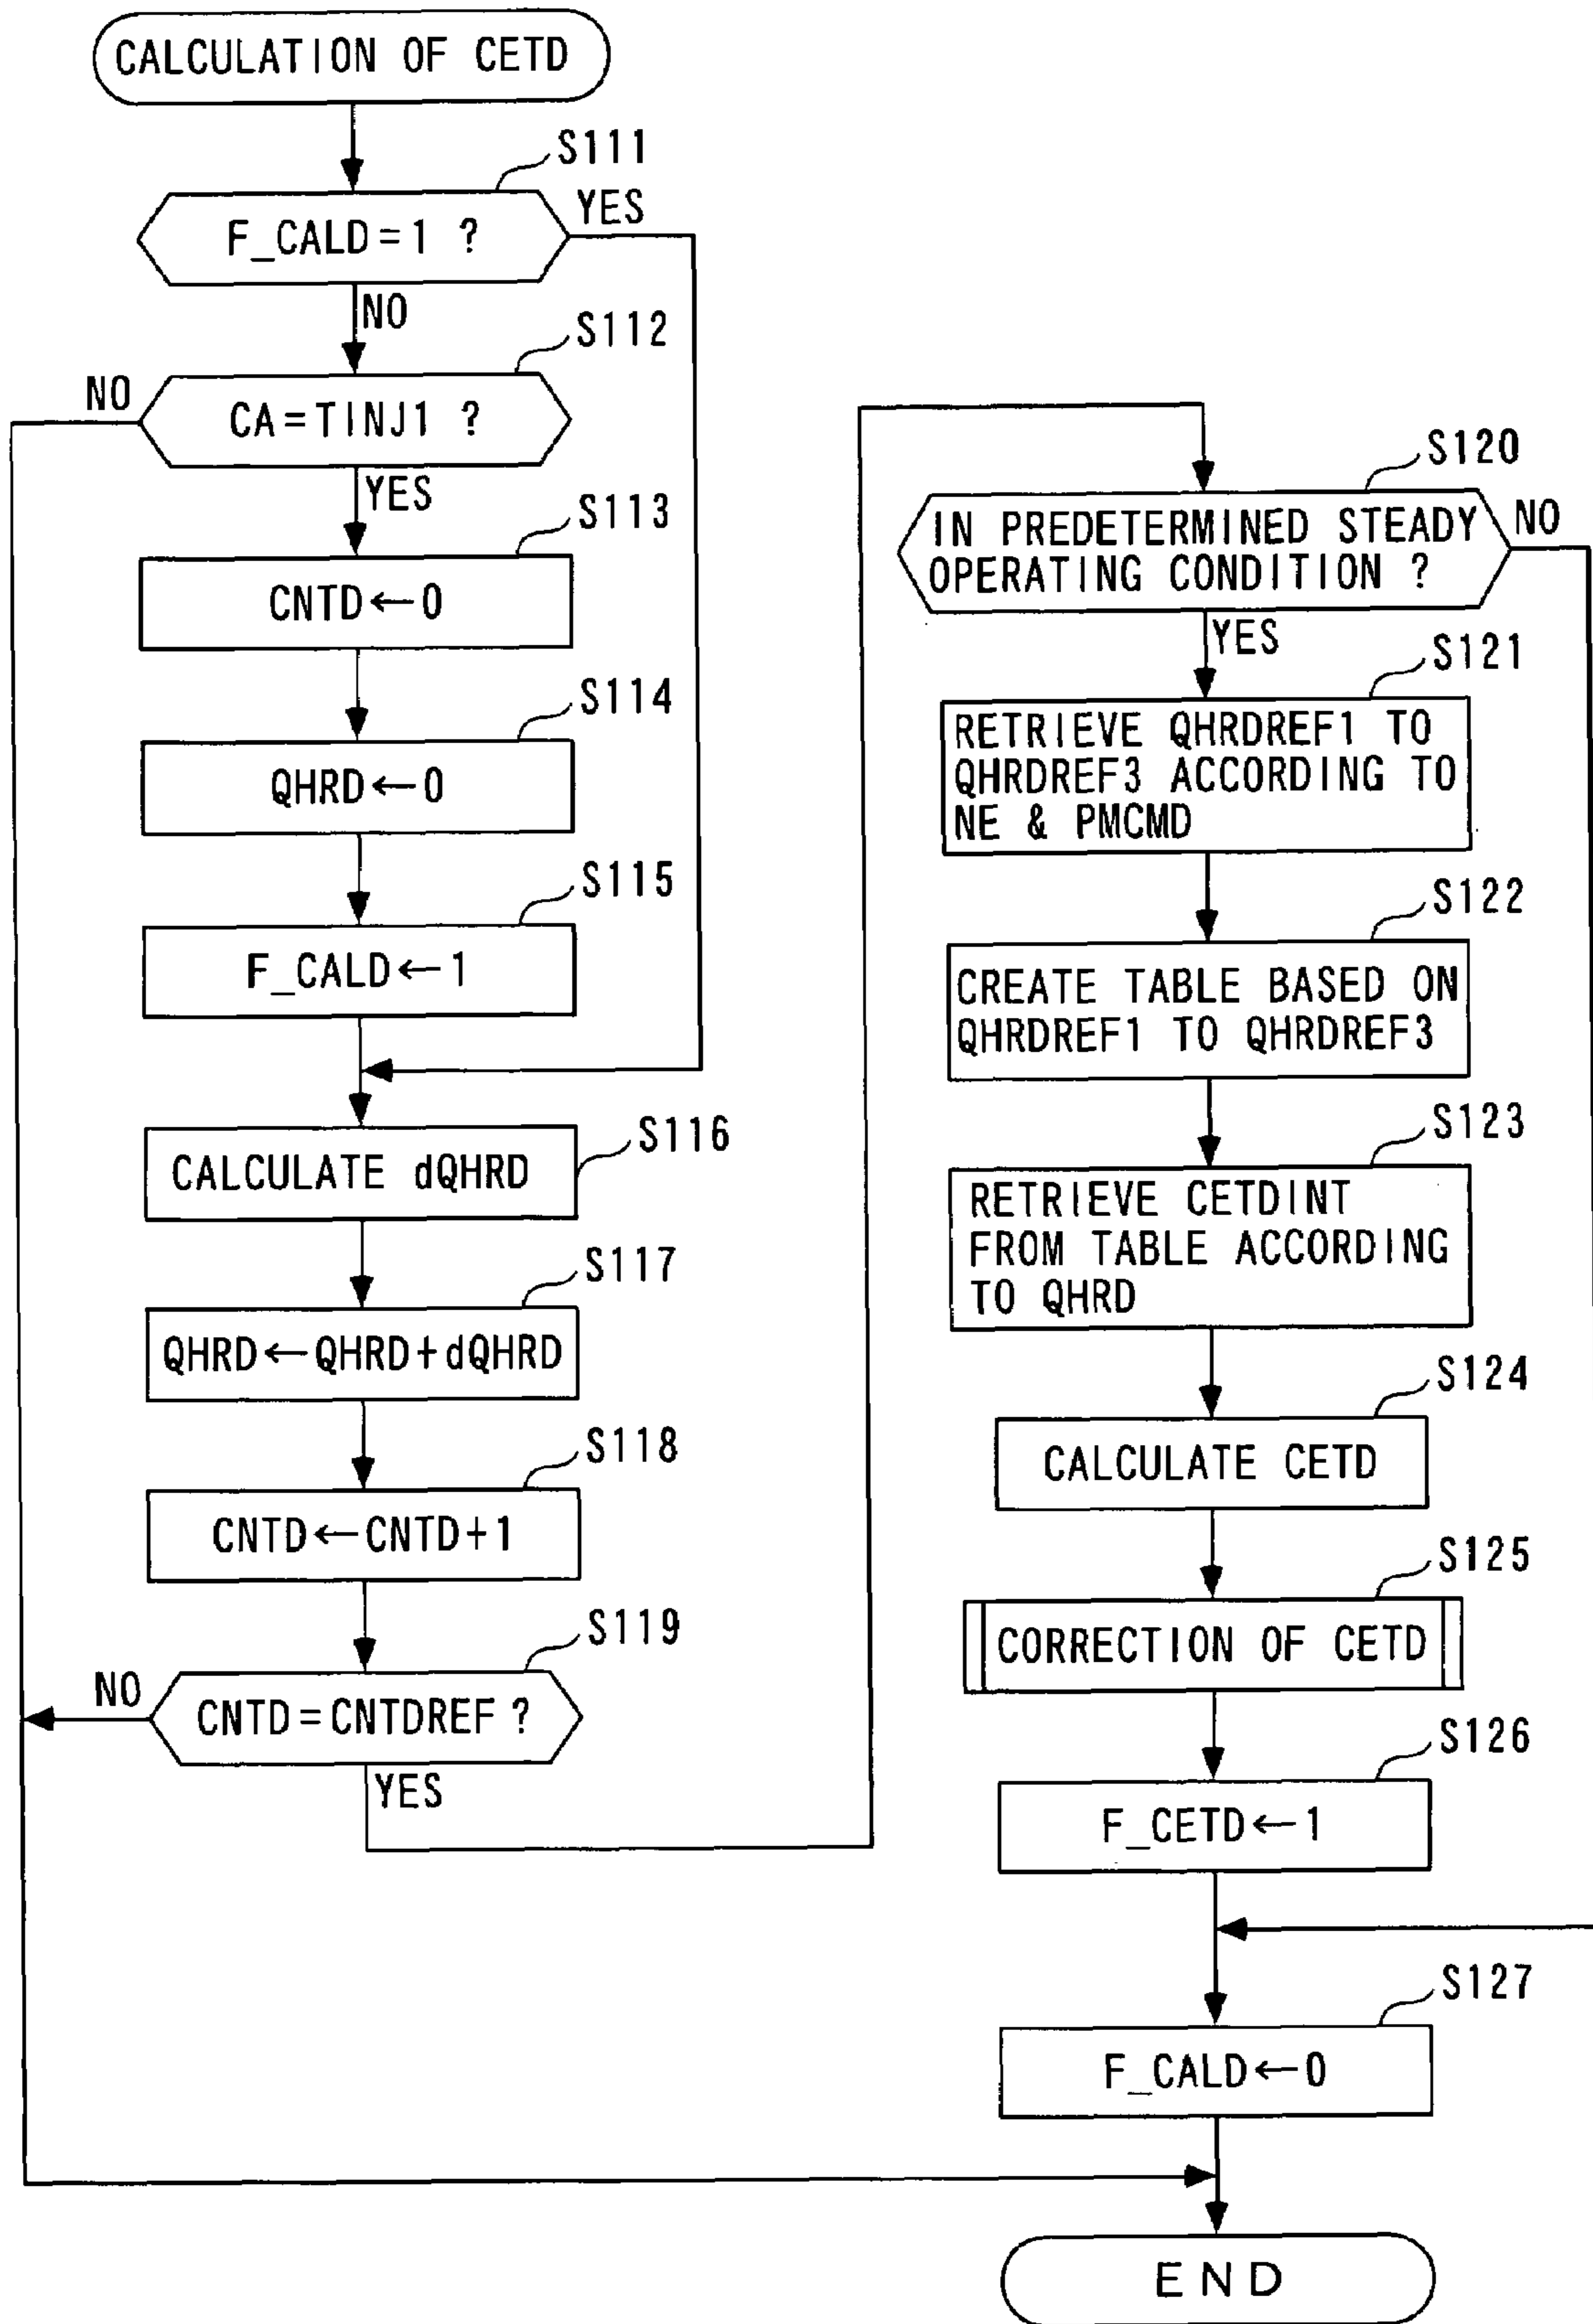 CALCULATION OF CETD
S111
F_CALD=1 ?
YES
NO
S112
CA=TINJ1 ?
NO
YES
S113
CNTD←0
S114
QHRD←0
S115
F_CALD←1
S116
CALCULATE dQHRD
S117
QHRD←QHRD+dQHRD
S118
CNTD←CNTD+1
S119
CNTD=CNTDREF ?
NO
YES
S120
IN PREDETERMINED STEADY
OPERATING CONDITION ?
NO
YES
S121
RETRIEVE QHRDREF1 TO
QHRDREF3 ACCORDING TO
NE & PMCMD
S122
CREATE TABLE BASED ON
QHRDREF1 TO QHRDREF3
S123
RETRIEVE CETDINT
FROM TABLE ACCORDING
TO QHRD
S124
CALCULATE CETD
S125
CORRECTION OF CETD
S126
F_CETD←1
S127
F_CALD←0
END